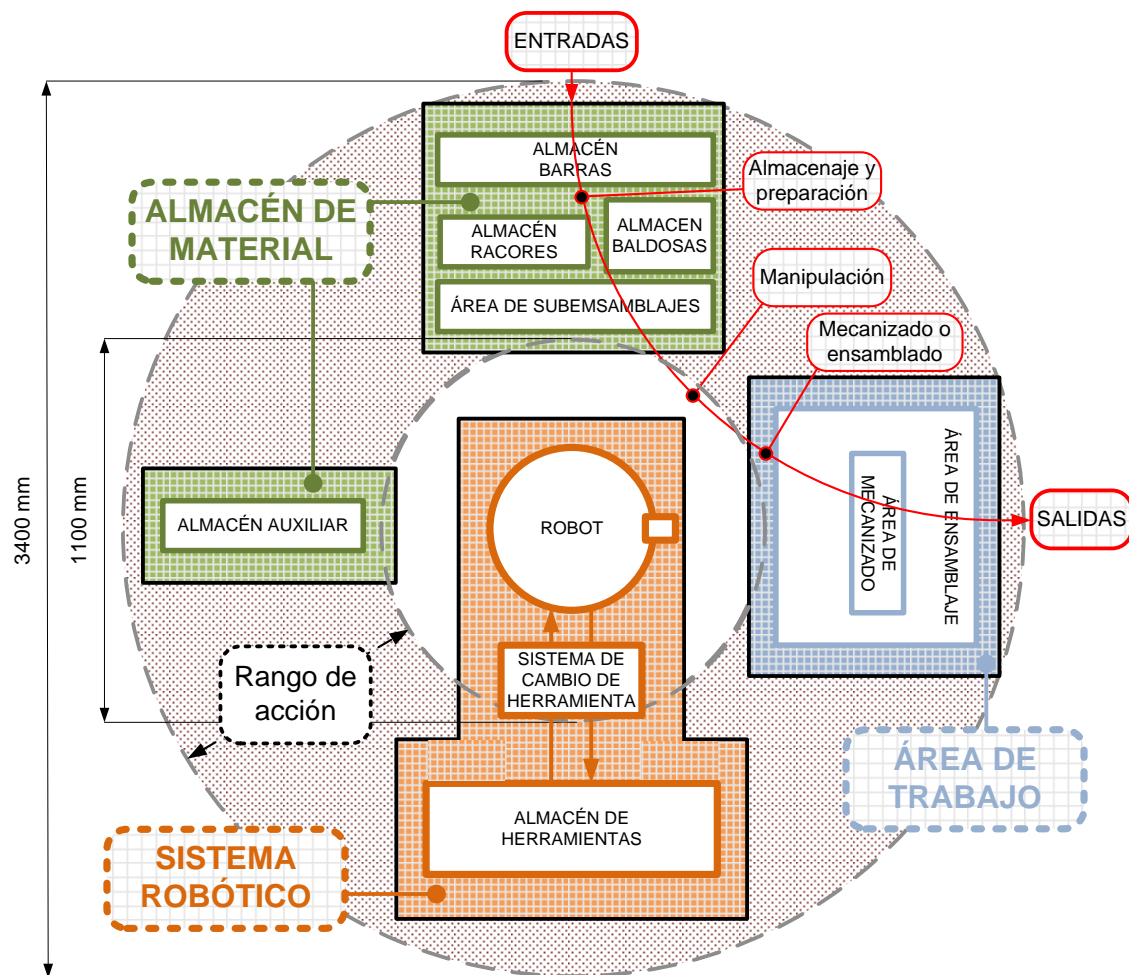 ENTRADAS
ALMACÉN
BARRAS
Almacenaje y
preparación
ALMACÉN DE
MATERIAL
ALMACÉN
RACORES
ALMACEN
BALDOSAS
ÁREA DE SUBEMSAMBLAJES
Manipulación
Mecanizado o
ensamblado
3400 mm
1100 mm
ALMACÉN AUXILIAR
ROBOT
ÁREA DE
MECANIZADO
ÁREA DE ENSAMBLAJE
SALIDAS
SISTEMA DE
CAMBIO DE
HERRAMIENTA
Rango de
acción
ÁREA DE
TRABAJO
ALMACÉN DE
HERRAMIENTAS
SISTEMA
ROBÓTICO